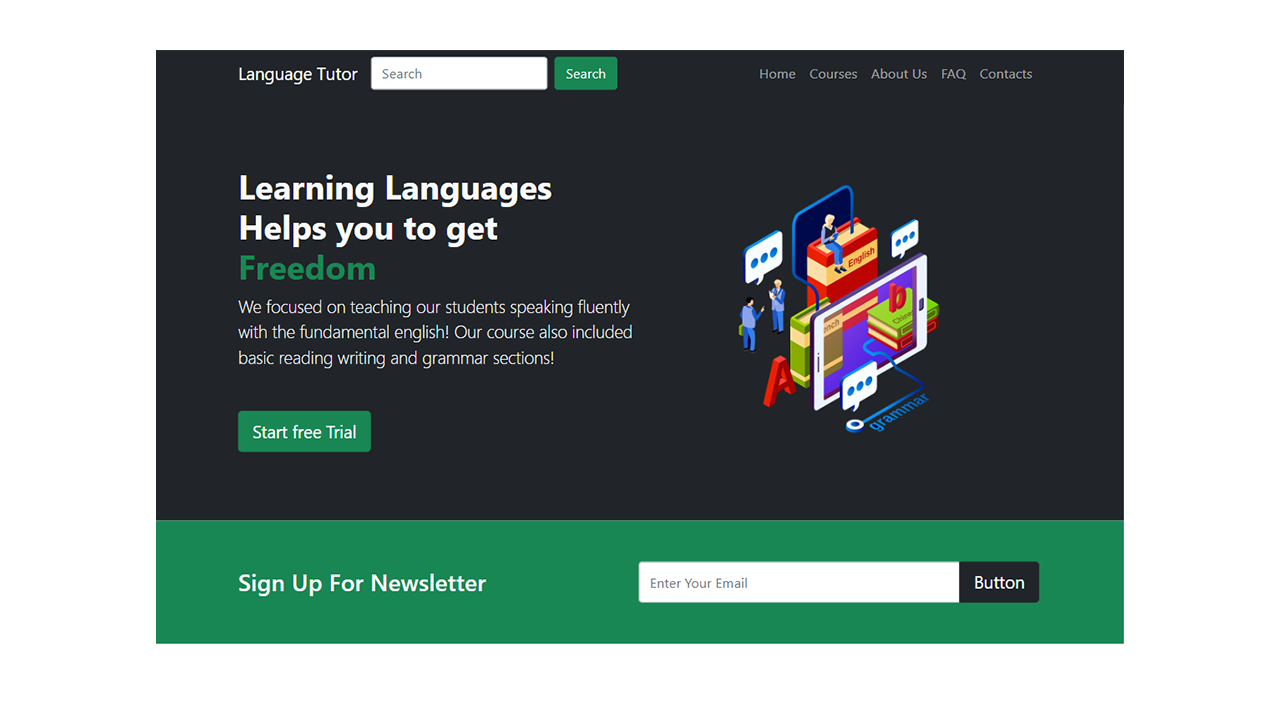 Language Tutor Search Search Home Courses About Us FAQ Contacts
Learning Languages
Helps you to get
Freedom
We focused on teaching our students speaking fluently
with the fundamental english! Our course also included
basic reading writing and grammar sections!
Start free Trial
English
b
A
grammar
Sign Up For Newsletter Enter Your Email Button